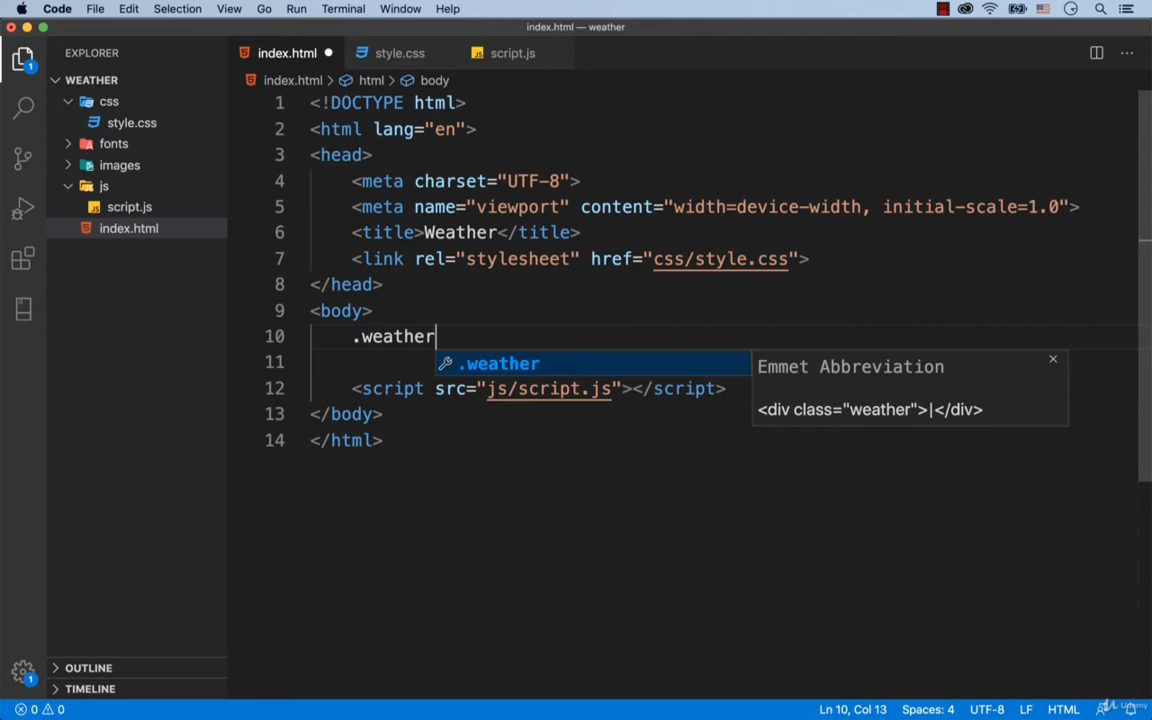 Code File Edit Selection View Go Run Terminal Window Help
index.html — weather
EXPLORER
index.html
style.css
script.js
WEATHER
index.html > html > body
css
style.css
fonts
images
js
script.js
index.html
1 <!DOCTYPE html>
2 <html lang="en">
3 <head>
4 <meta charset="UTF-8">
5 <meta name="viewport" content="width=device-width, initial-scale=1.0">
6 <title>Weather</title>
7 <link rel="stylesheet" href="css/style.css">
8 </head>
9 <body>
10 .weather
11
.weather
Emmet Abbreviation
<div class="weather">|</div>
12 <script src="js/script.js"></script>
13 </body>
14 </html>
OUTLINE
TIMELINE
0 0 Ln 10, Col 13 Spaces: 4 UTF-8 LF HTML
Udemy
1
1